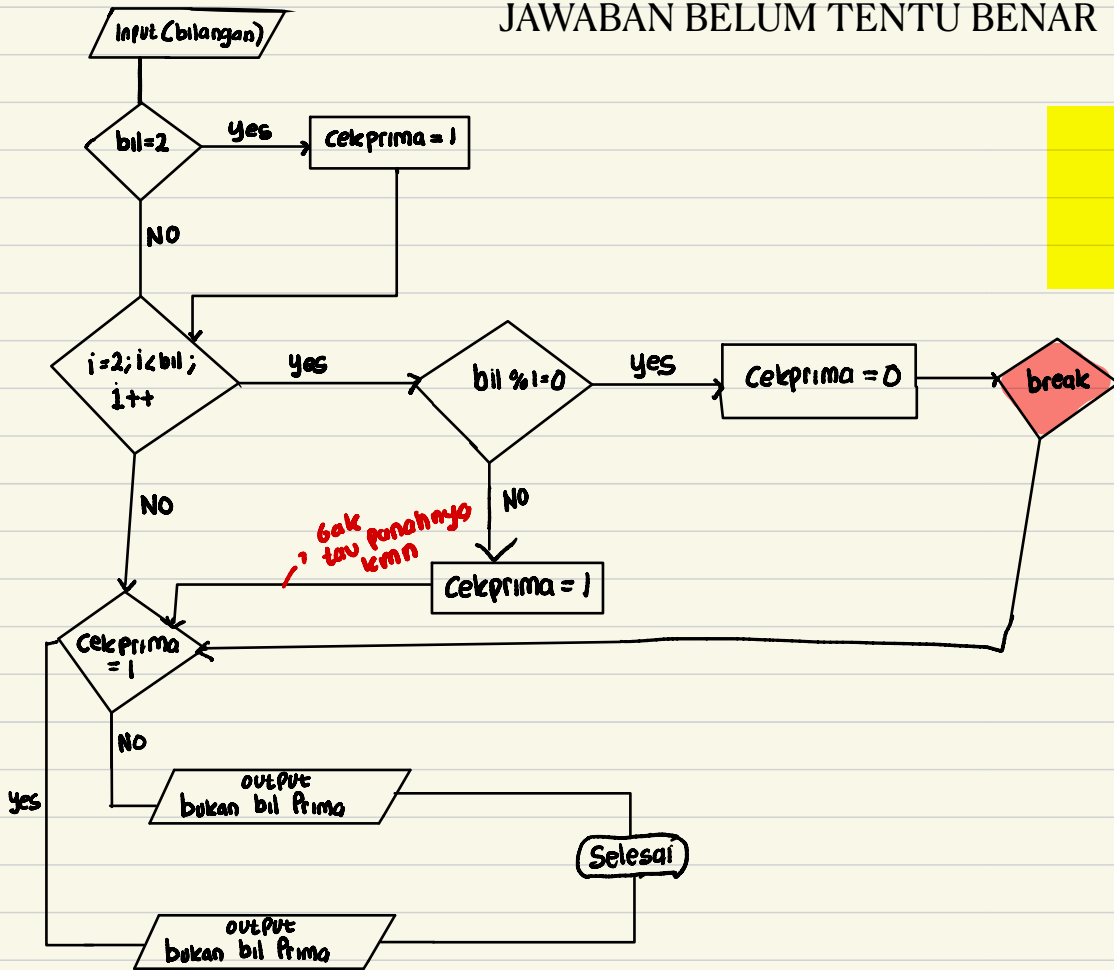 JAWABAN BELUM TENTU BENAR
Input (bilangan)
bil=2
yes
cekprima = 1
NO
i=2; i<bil;
i++
yes
bil %1=0
yes
Cekprima = 0
break
NO
NO
Gak
tau panahnya
kmn
Cekprima = 1
Cekprima
= 1
NO
yes
output
bukan bil Prima
Selesai
output
bukan bil Prima